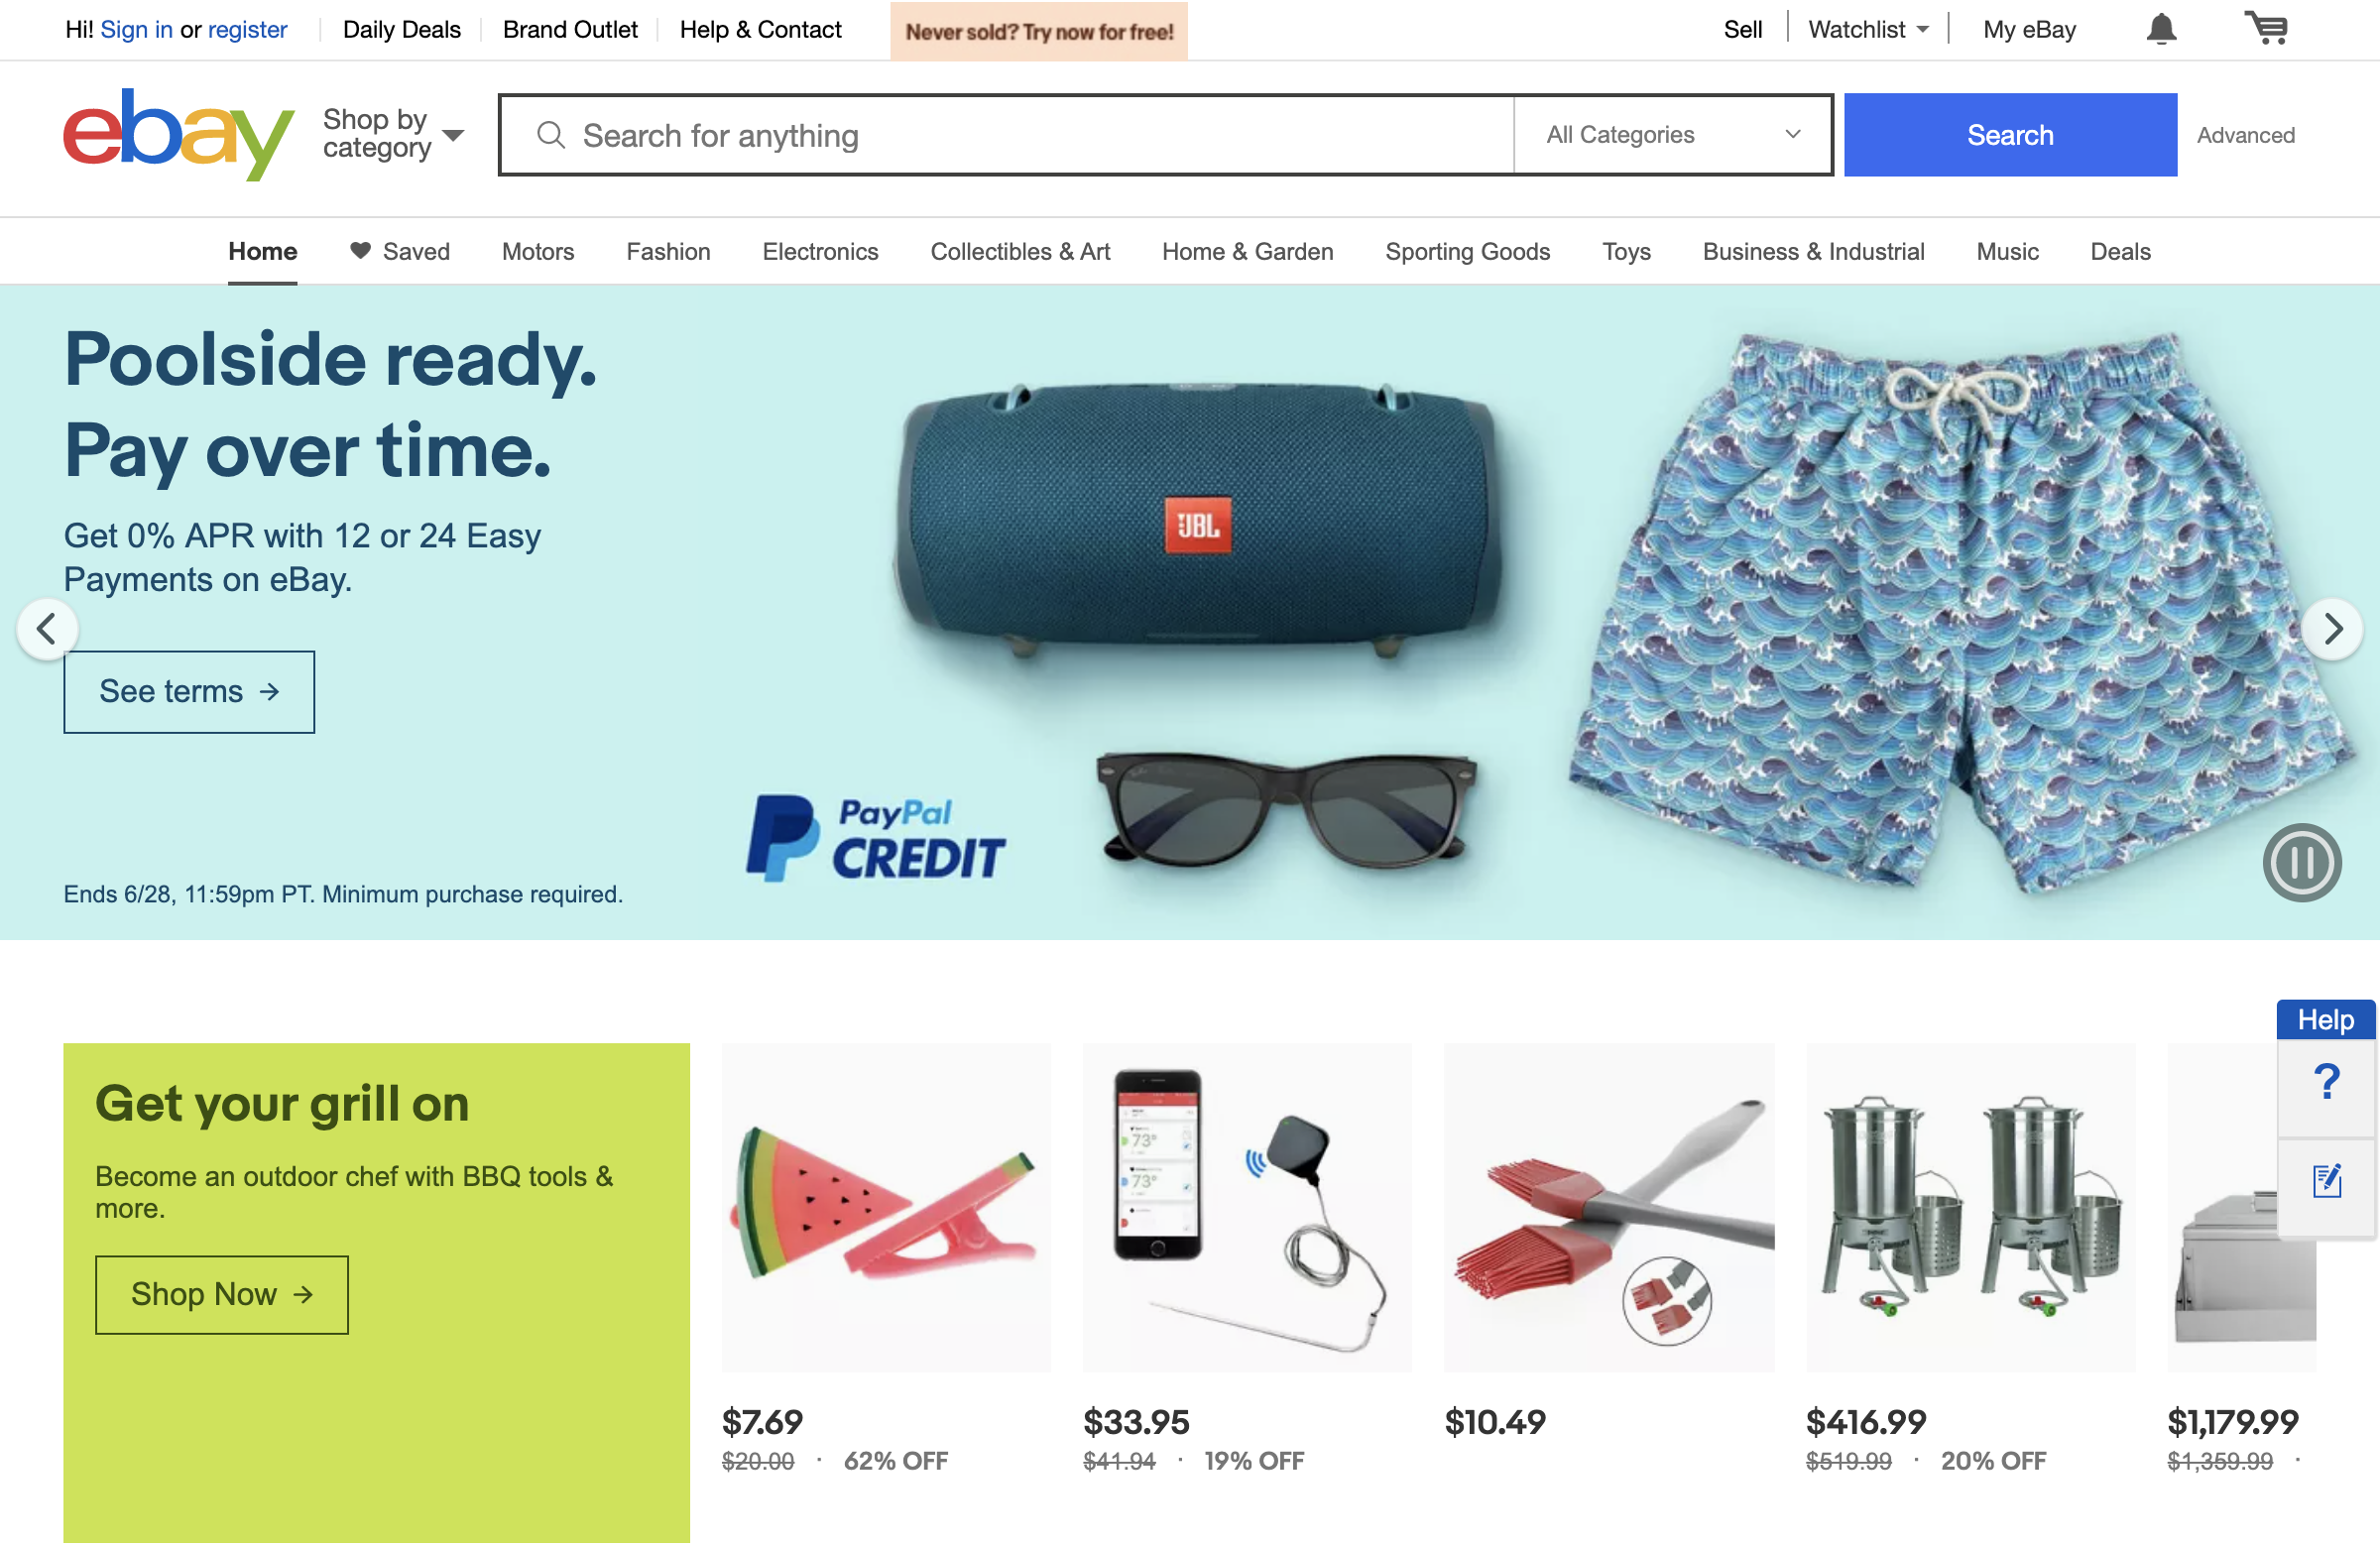 Hi! Sign in or register
Daily Deals
Brand Outlet
Help & Contact
Never sold? Try now for free!
Sell
Watchlist
My eBay
ebay
Shop by
category
Search for anything
All Categories
Search
Advanced
Home
Saved
Motors
Fashion
Electronics
Collectibles & Art
Home & Garden
Sporting Goods
Toys
Business & Industrial
Music
Deals
Poolside ready.
Pay over time.
Get 0% APR with 12 or 24 Easy
Payments on eBay.
See terms →
JBL
PayPal
CREDIT
Ends 6/28, 11:59pm PT. Minimum purchase required.
Help
?
Get your grill on
Become an outdoor chef with BBQ tools &
more.
Shop Now →
73°
73°
$7.69
$20.00 · 62% OFF
$33.95
$41.94 · 19% OFF
$10.49
$416.99
$519.99 · 20% OFF
$1,179.99
$1,359.99 ·